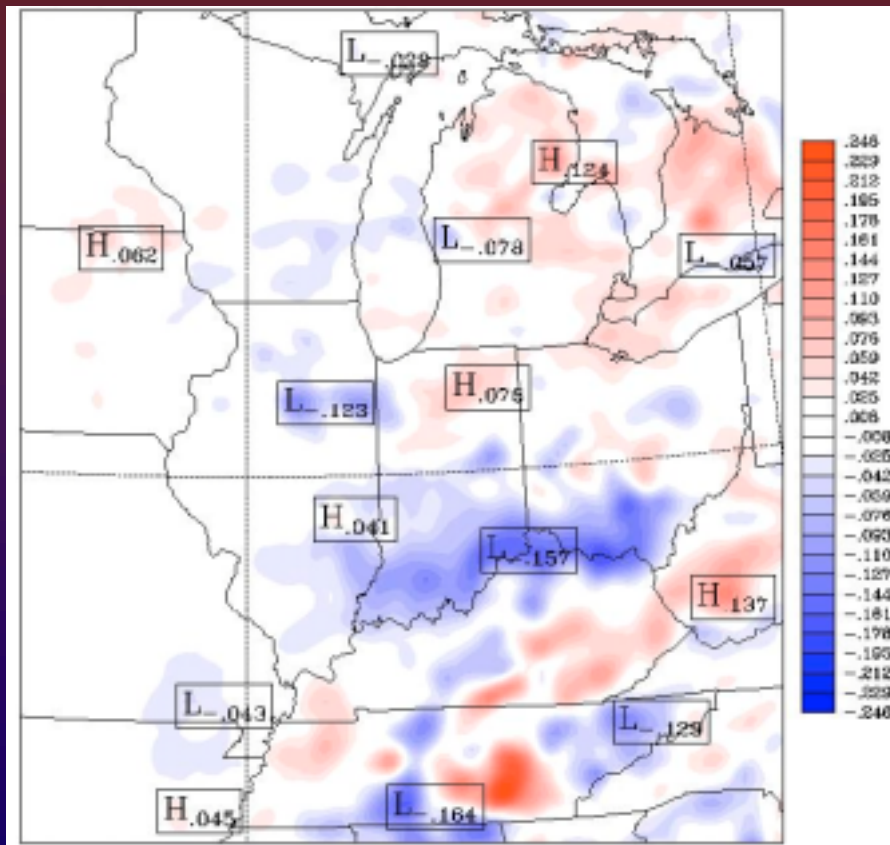 L -.029
H .124
H .062
L -.078
L -.057
L -.123
H .075
H .041
L -.157
H .137
L -.043
L -.129
H .045
L -.164
.246
.229
.212
.195
.178
.161
.144
.127
.110
.093
.076
.059
.042
.025
.008
-.008
-.025
-.042
-.059
-.076
-.093
-.110
-.127
-.144
-.161
-.178
-.195
-.212
-.229
-.246